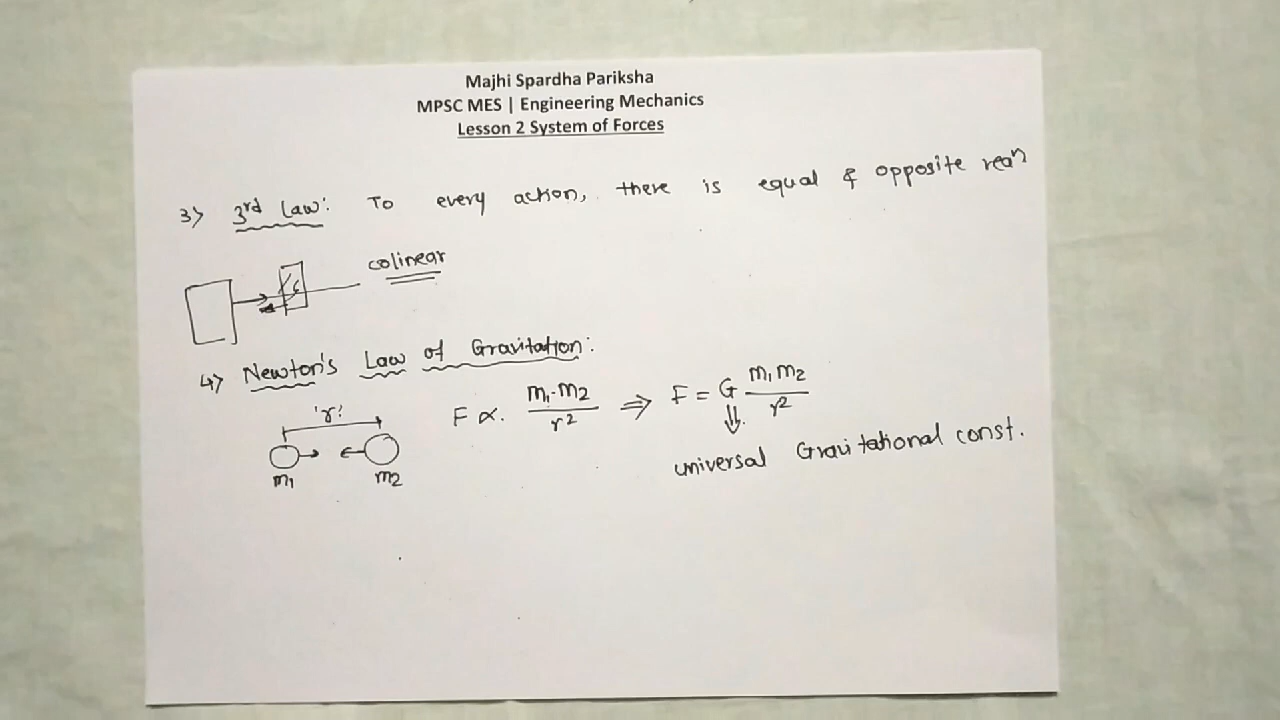 Majhi Spardha Pariksha
MPSC MES | Engineering Mechanics
Lesson 2 System of Forces
3) 3rd Law: To every action, there is equal & opposite rean
colinear
4) Newton's Law of Gravitation:
'r' F ∝. m1·m2/r² ⇒ F = G m1m2/r²
m1 m2
universal Gravitational const.